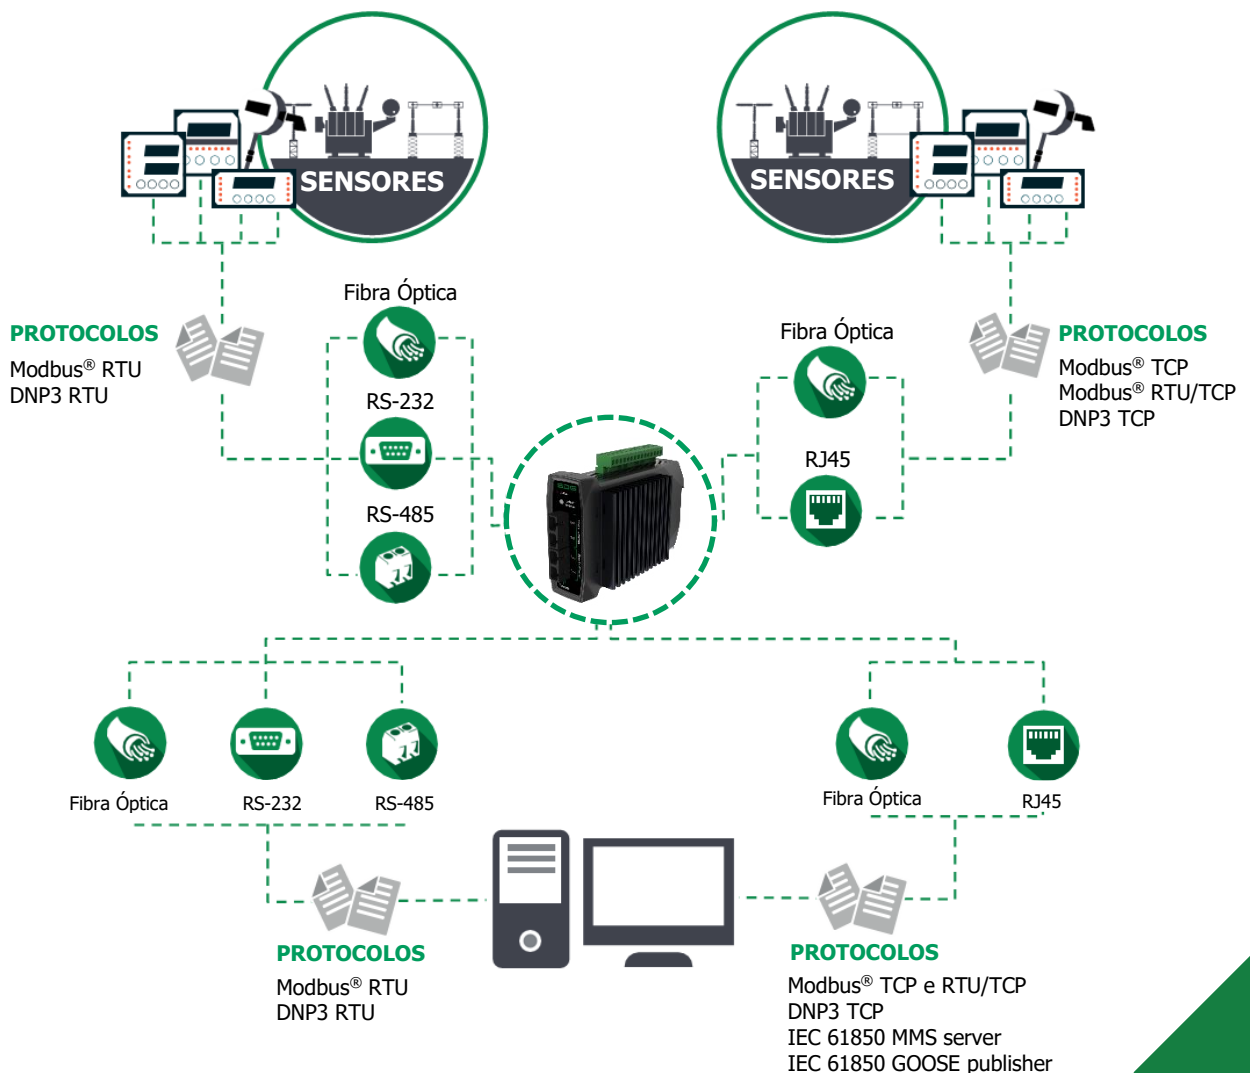 SENSORES
SENSORES
Fibra Óptica
PROTOCOLOS
Modbus® RTU
DNP3 RTU
RS-232
RS-485
Fibra Óptica
RJ45
PROTOCOLOS
Modbus® TCP
Modbus® RTU/TCP
DNP3 TCP
Fibra Óptica
RS-232
RS-485
Fibra Óptica
RJ45
PROTOCOLOS
Modbus® RTU
DNP3 RTU
PROTOCOLOS
Modbus® TCP e RTU/TCP
DNP3 TCP
IEC 61850 MMS server
IEC 61850 GOOSE publisher